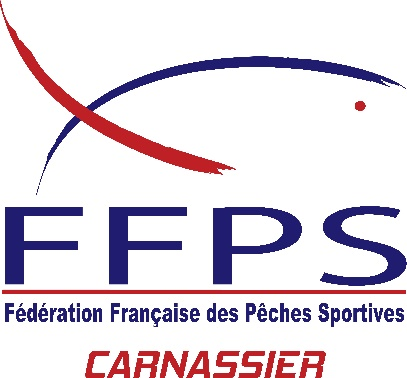 FFPS
Fédération Française des Pêches Sportives
CARNASSIER